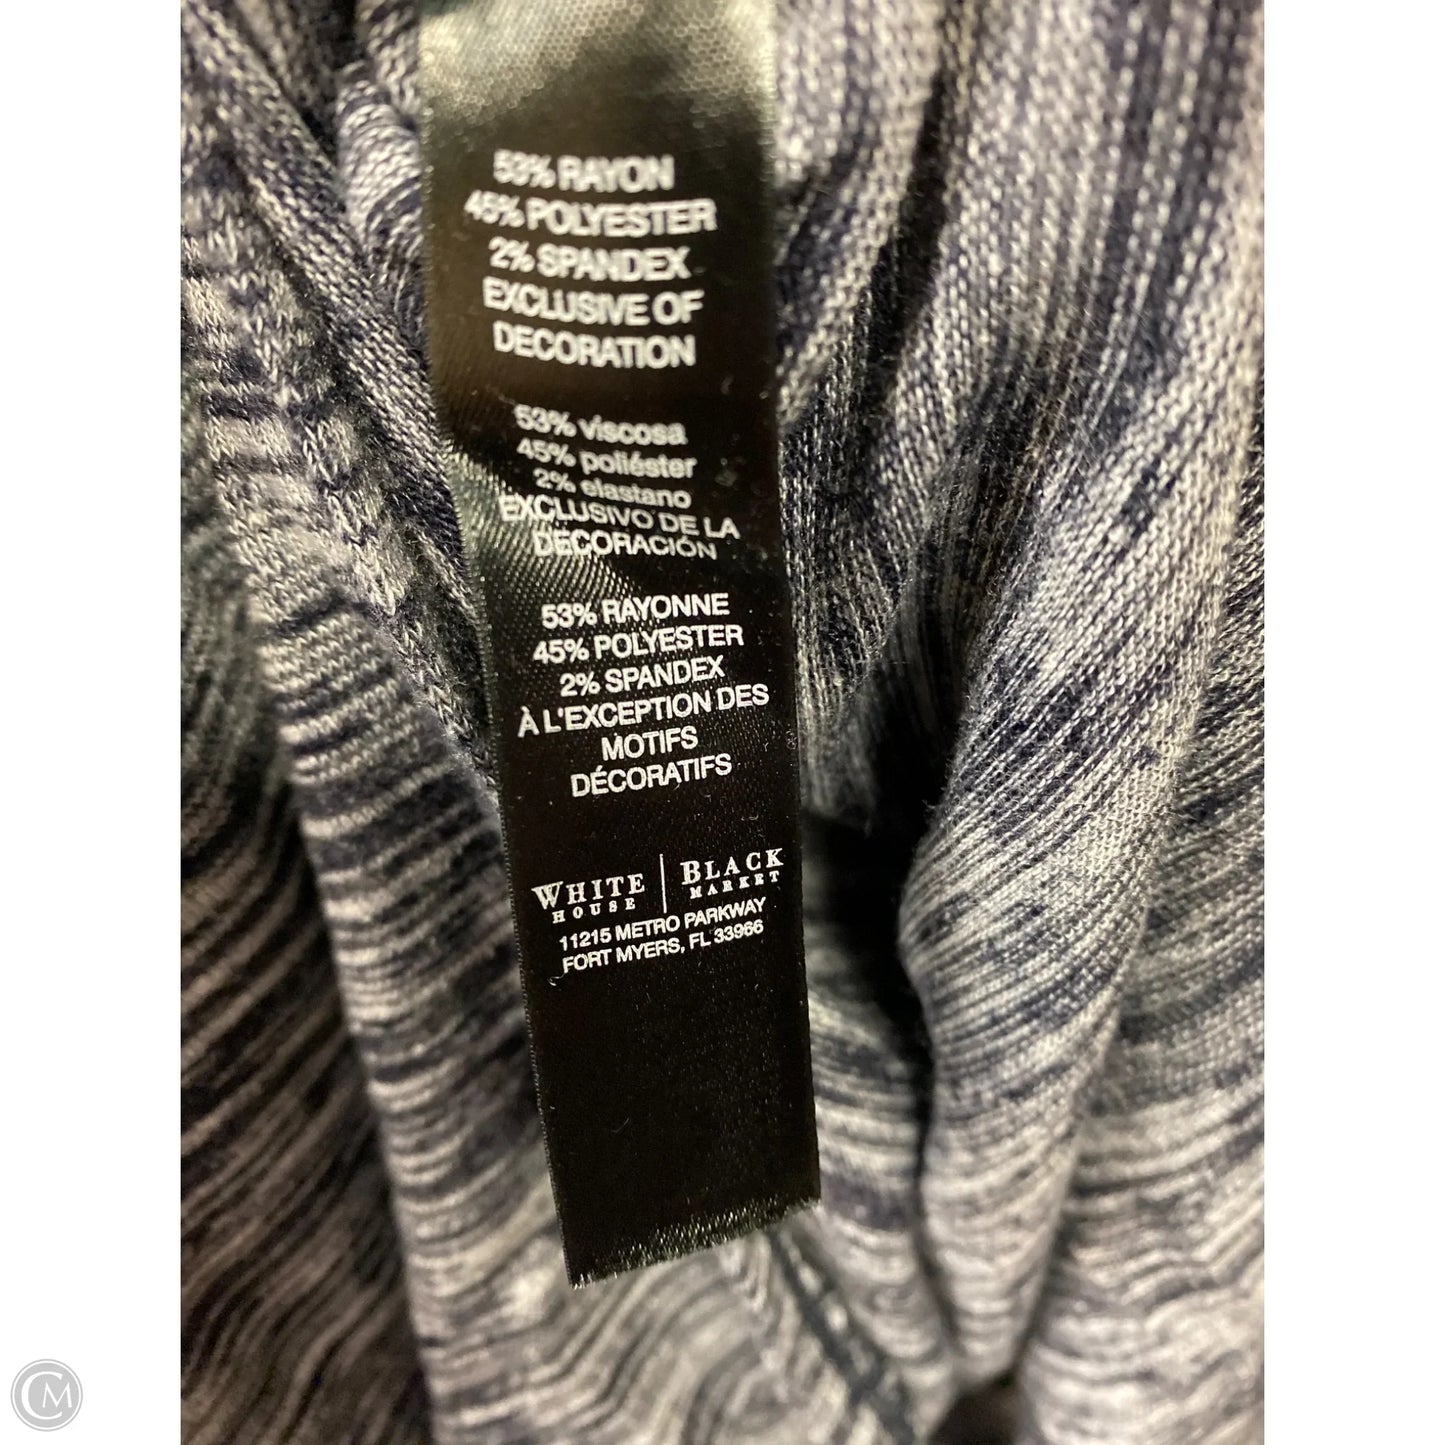 53% RAYON
45% POLYESTER
2% SPANDEX
EXCLUSIVE OF
DECORATION
53% viscosa
45% poliéster
2% elastano
EXCLUSIVO DE LA
DECORACIÓN
53% RAYONNE
45% POLYESTER
2% SPANDEX
À L'EXCEPTION DES
MOTIFS
DÉCORATIFS
WHITE HOUSE | BLACK MARKET
11215 METRO PARKWAY
FORT MYERS, FL 33966
CM